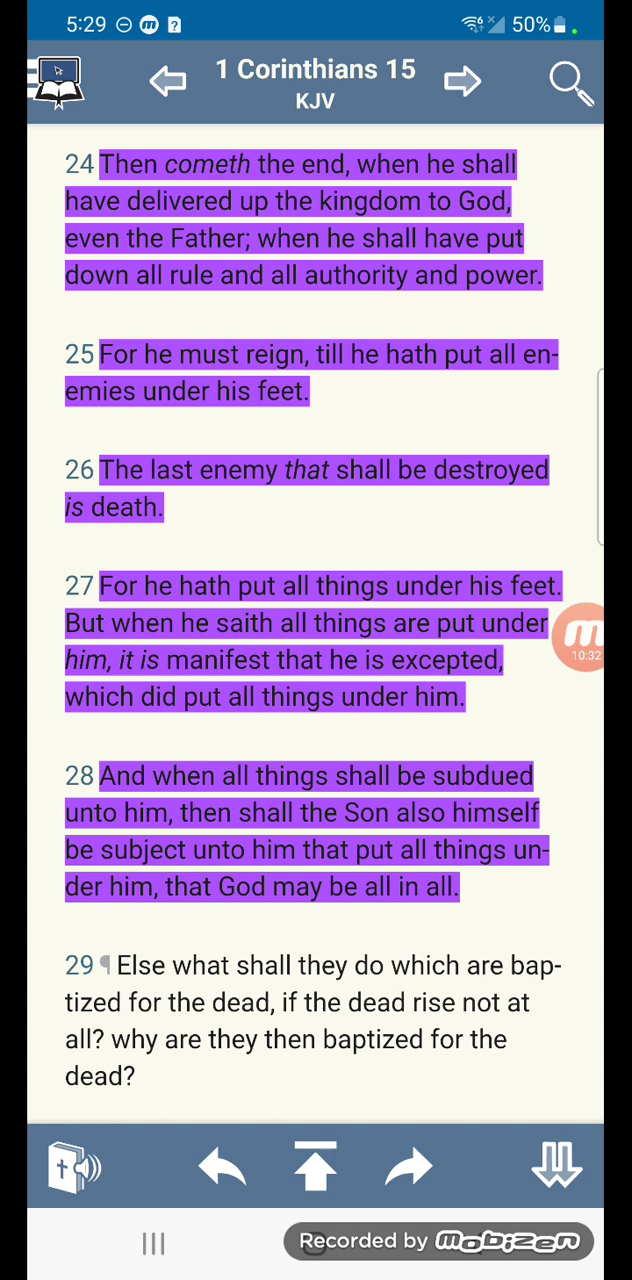 5:29 50%
1 Corinthians 15
KJV
24 Then cometh the end, when he shall
have delivered up the kingdom to God,
even the Father; when he shall have put
down all rule and all authority and power.
25 For he must reign, till he hath put all en-
emies under his feet.
26 The last enemy that shall be destroyed
is death.
27 For he hath put all things under his feet.
But when he saith all things are put under
him, it is manifest that he is excepted,
which did put all things under him.
10:32
28 And when all things shall be subdued
unto him, then shall the Son also himself
be subject unto him that put all things un-
der him, that God may be all in all.
29 ¶ Else what shall they do which are bap-
tized for the dead, if the dead rise not at
all? why are they then baptized for the
dead?
Recorded by mobizen